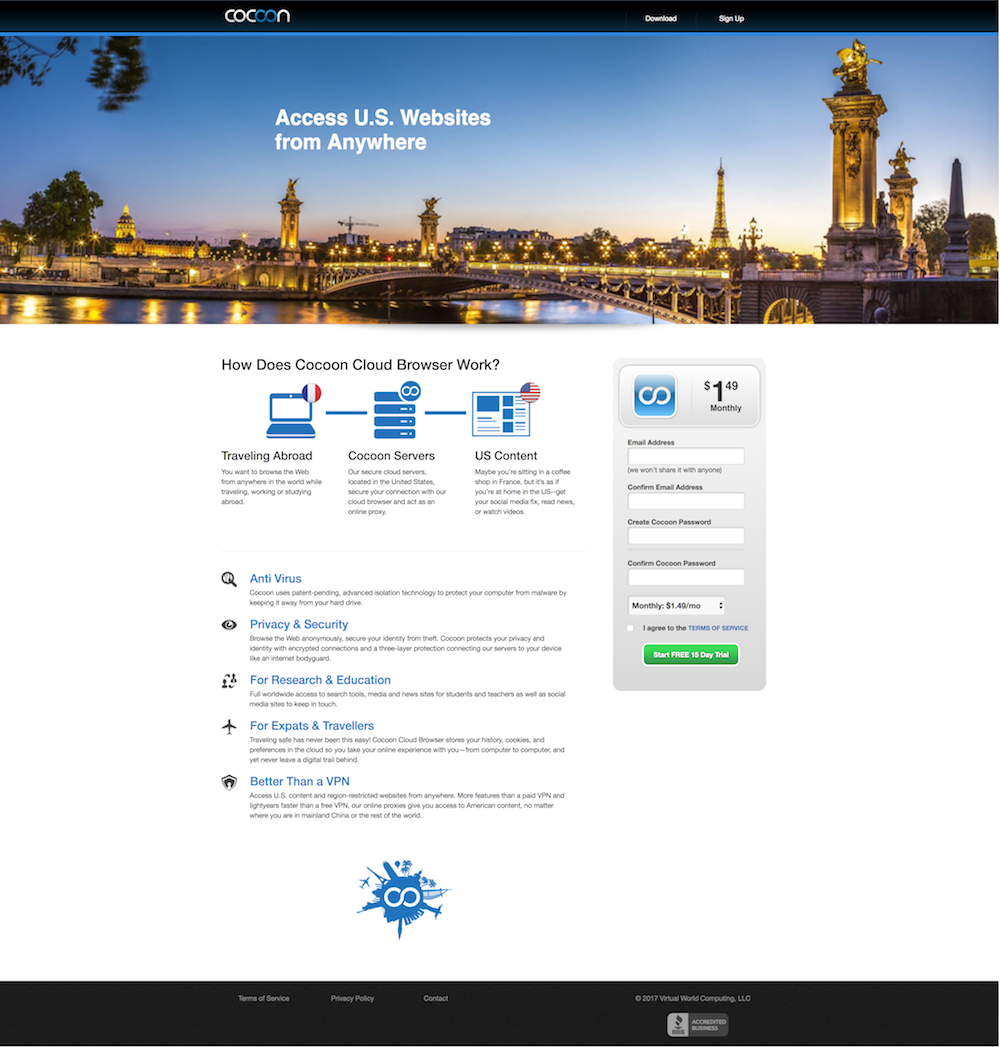 cocoon
Download
Sign Up
Access U.S. Websites
from Anywhere
How Does Cocoon Cloud Browser Work?
Traveling Abroad
You want to browse the Web
from anywhere in the world while
traveling, working or studying
abroad.
Cocoon Servers
Our secure cloud servers,
located in the United States,
secure your connection with our
cloud browser and act as an
online proxy.
US Content
Maybe you're sitting in a coffee
shop in France, but it's as if
you're at home in the US--get
your social media fix, read news,
or watch videos.
Anti Virus
Cocoon uses patent-pending, advanced isolation technology to protect your computer from malware by
keeping it away from your hard drive.
Privacy & Security
Browse the Web anonymously, secure your identity from theft. Cocoon protects your privacy and
identity with encrypted connections and a three-layer protection connecting our servers to your device
like an internet bodyguard.
For Research & Education
Full worldwide access to search tools, media and news sites for students and teachers as well as social
media sites to keep in touch.
For Expats & Travellers
Traveling safe has never been this easy! Cocoon Cloud Browser stores your history, cookies, and
preferences in the cloud so you take your online experience with you—from computer to computer, and
yet never leave a digital trail behind.
Better Than a VPN
Access U.S. content and region-restricted websites from anywhere. More features than a paid VPN and
lightyears faster than a free VPN, our online proxies give you access to American content, no matter
where you are in mainland China or the rest of the world.
$1 49
Monthly
Email Address
(we won't share it with anyone)
Confirm Email Address
Create Cocoon Password
Confirm Cocoon Password
Monthly: $1.49/mo
I agree to the TERMS OF SERVICE
Start FREE 15 Day Trial
Terms of Service
Privacy Policy
Contact
© 2017 Virtual World Computing, LLC
BBB
ACCREDITED
BUSINESS